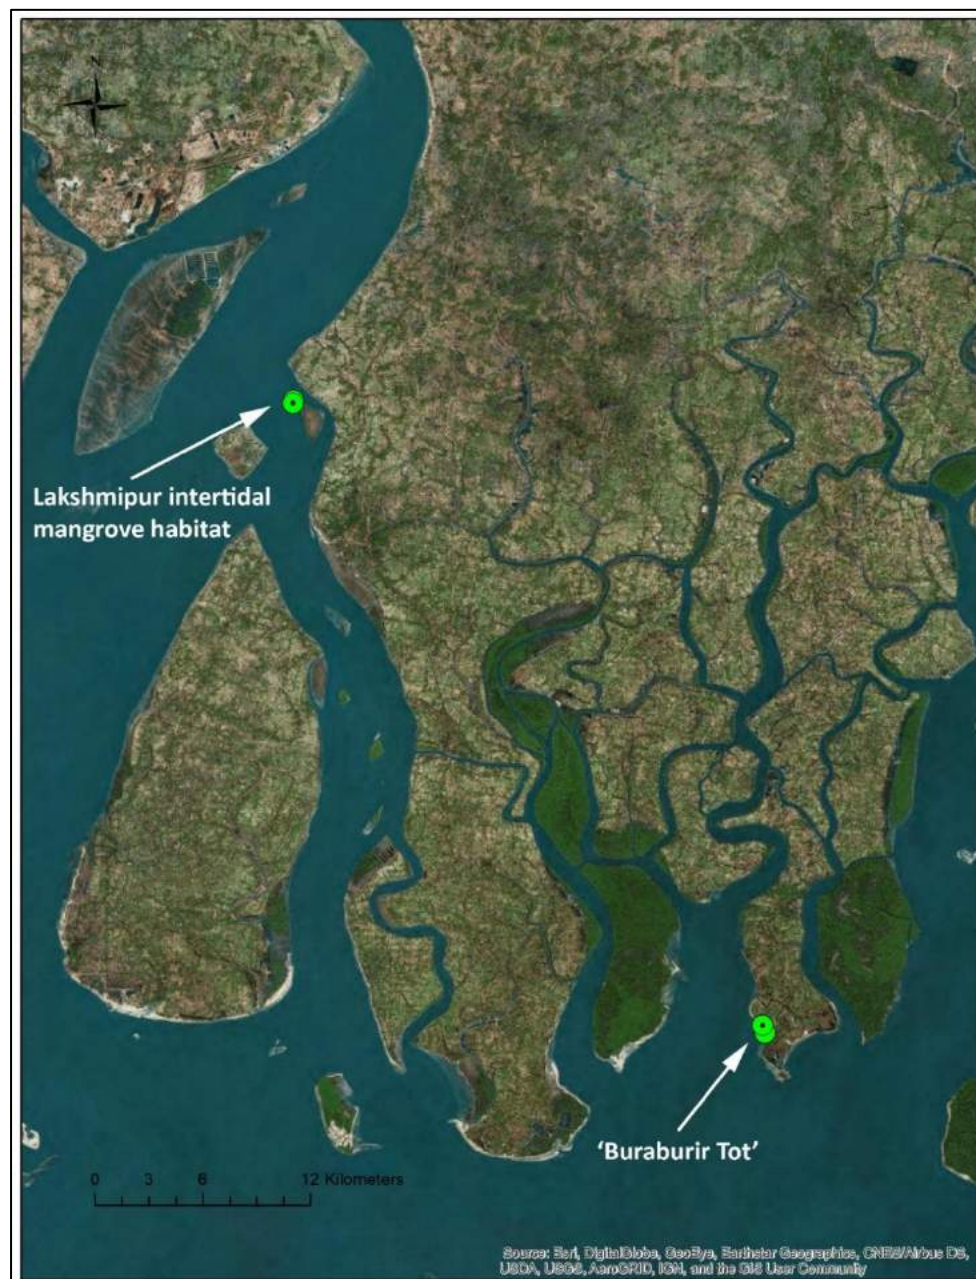 N
Lakshmipur intertidal
mangrove habitat
'Buraburir Tot'
0 3 6 12 Kilometers
Source: Esri, DigitalGlobe, GeoEye, Earthstar Geographics, CNES/Airbus DS,
USDA, USGS, AeroGRID, IGN, and the GIS User Community